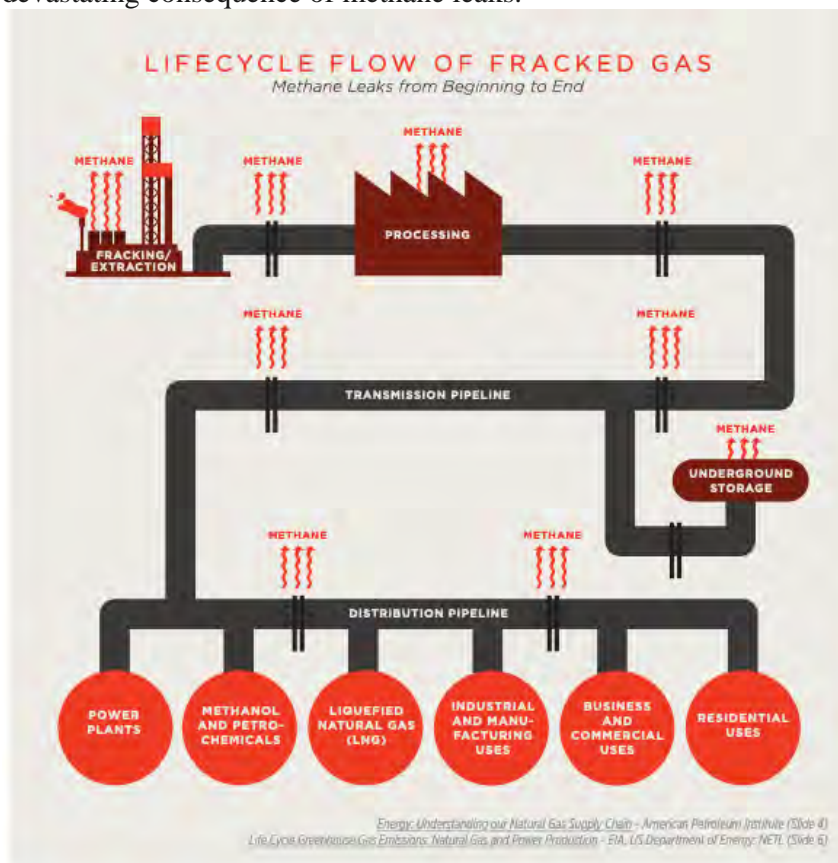 devastating consequence of methane leaks.
LIFECYCLE FLOW OF FRACKED GAS
Methane Leaks from Beginning to End
METHANE
METHANE
METHANE
METHANE
PROCESSING
FRACKING/
EXTRACTION
METHANE
METHANE
TRANSMISSION PIPELINE
METHANE
UNDERGROUND
STORAGE
METHANE
METHANE
DISTRIBUTION PIPELINE
POWER
PLANTS
METHANOL
AND PETRO-
CHEMICALS
LIQUEFIED
NATURAL GAS
(LNG)
INDUSTRIAL
AND MANU-
FACTURING
USES
BUSINESS
AND
COMMERCIAL
USES
RESIDENTIAL
USES
Energy: Understanding our Natural Gas Supply Chain - American Petroleum Institute (Slide 4)
Life Cycle Greenhouse Gas Emissions: Natural Gas and Power Production - EIA, US Department of Energy: NETL (Slide 6)